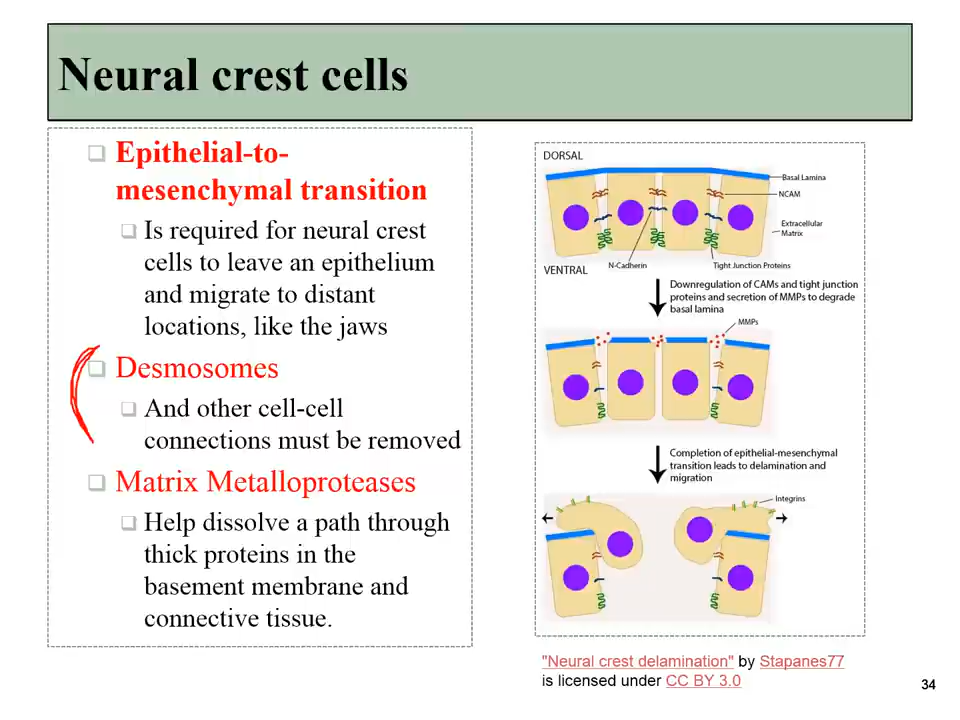 Neural crest cells
Epithelial-to-
mesenchymal transition
Is required for neural crest
cells to leave an epithelium
and migrate to distant
locations, like the jaws
Desmosomes
And other cell-cell
connections must be removed
Matrix Metalloproteases
Help dissolve a path through
thick proteins in the
basement membrane and
connective tissue.
DORSAL
Basal Lamina
NCAM
Extracellular
Matrix
VENTRAL
N-Cadherin
Tight Junction Proteins
Downregulation of CAMs and tight junction
proteins and secretion of MMPs to degrade
basal lamina
MMPs
Completion of epithelial-mesenchymal
transition leads to delamination and
migration
Integrins
"Neural crest delamination" by Stapanes77
is licensed under CC BY 3.0
34